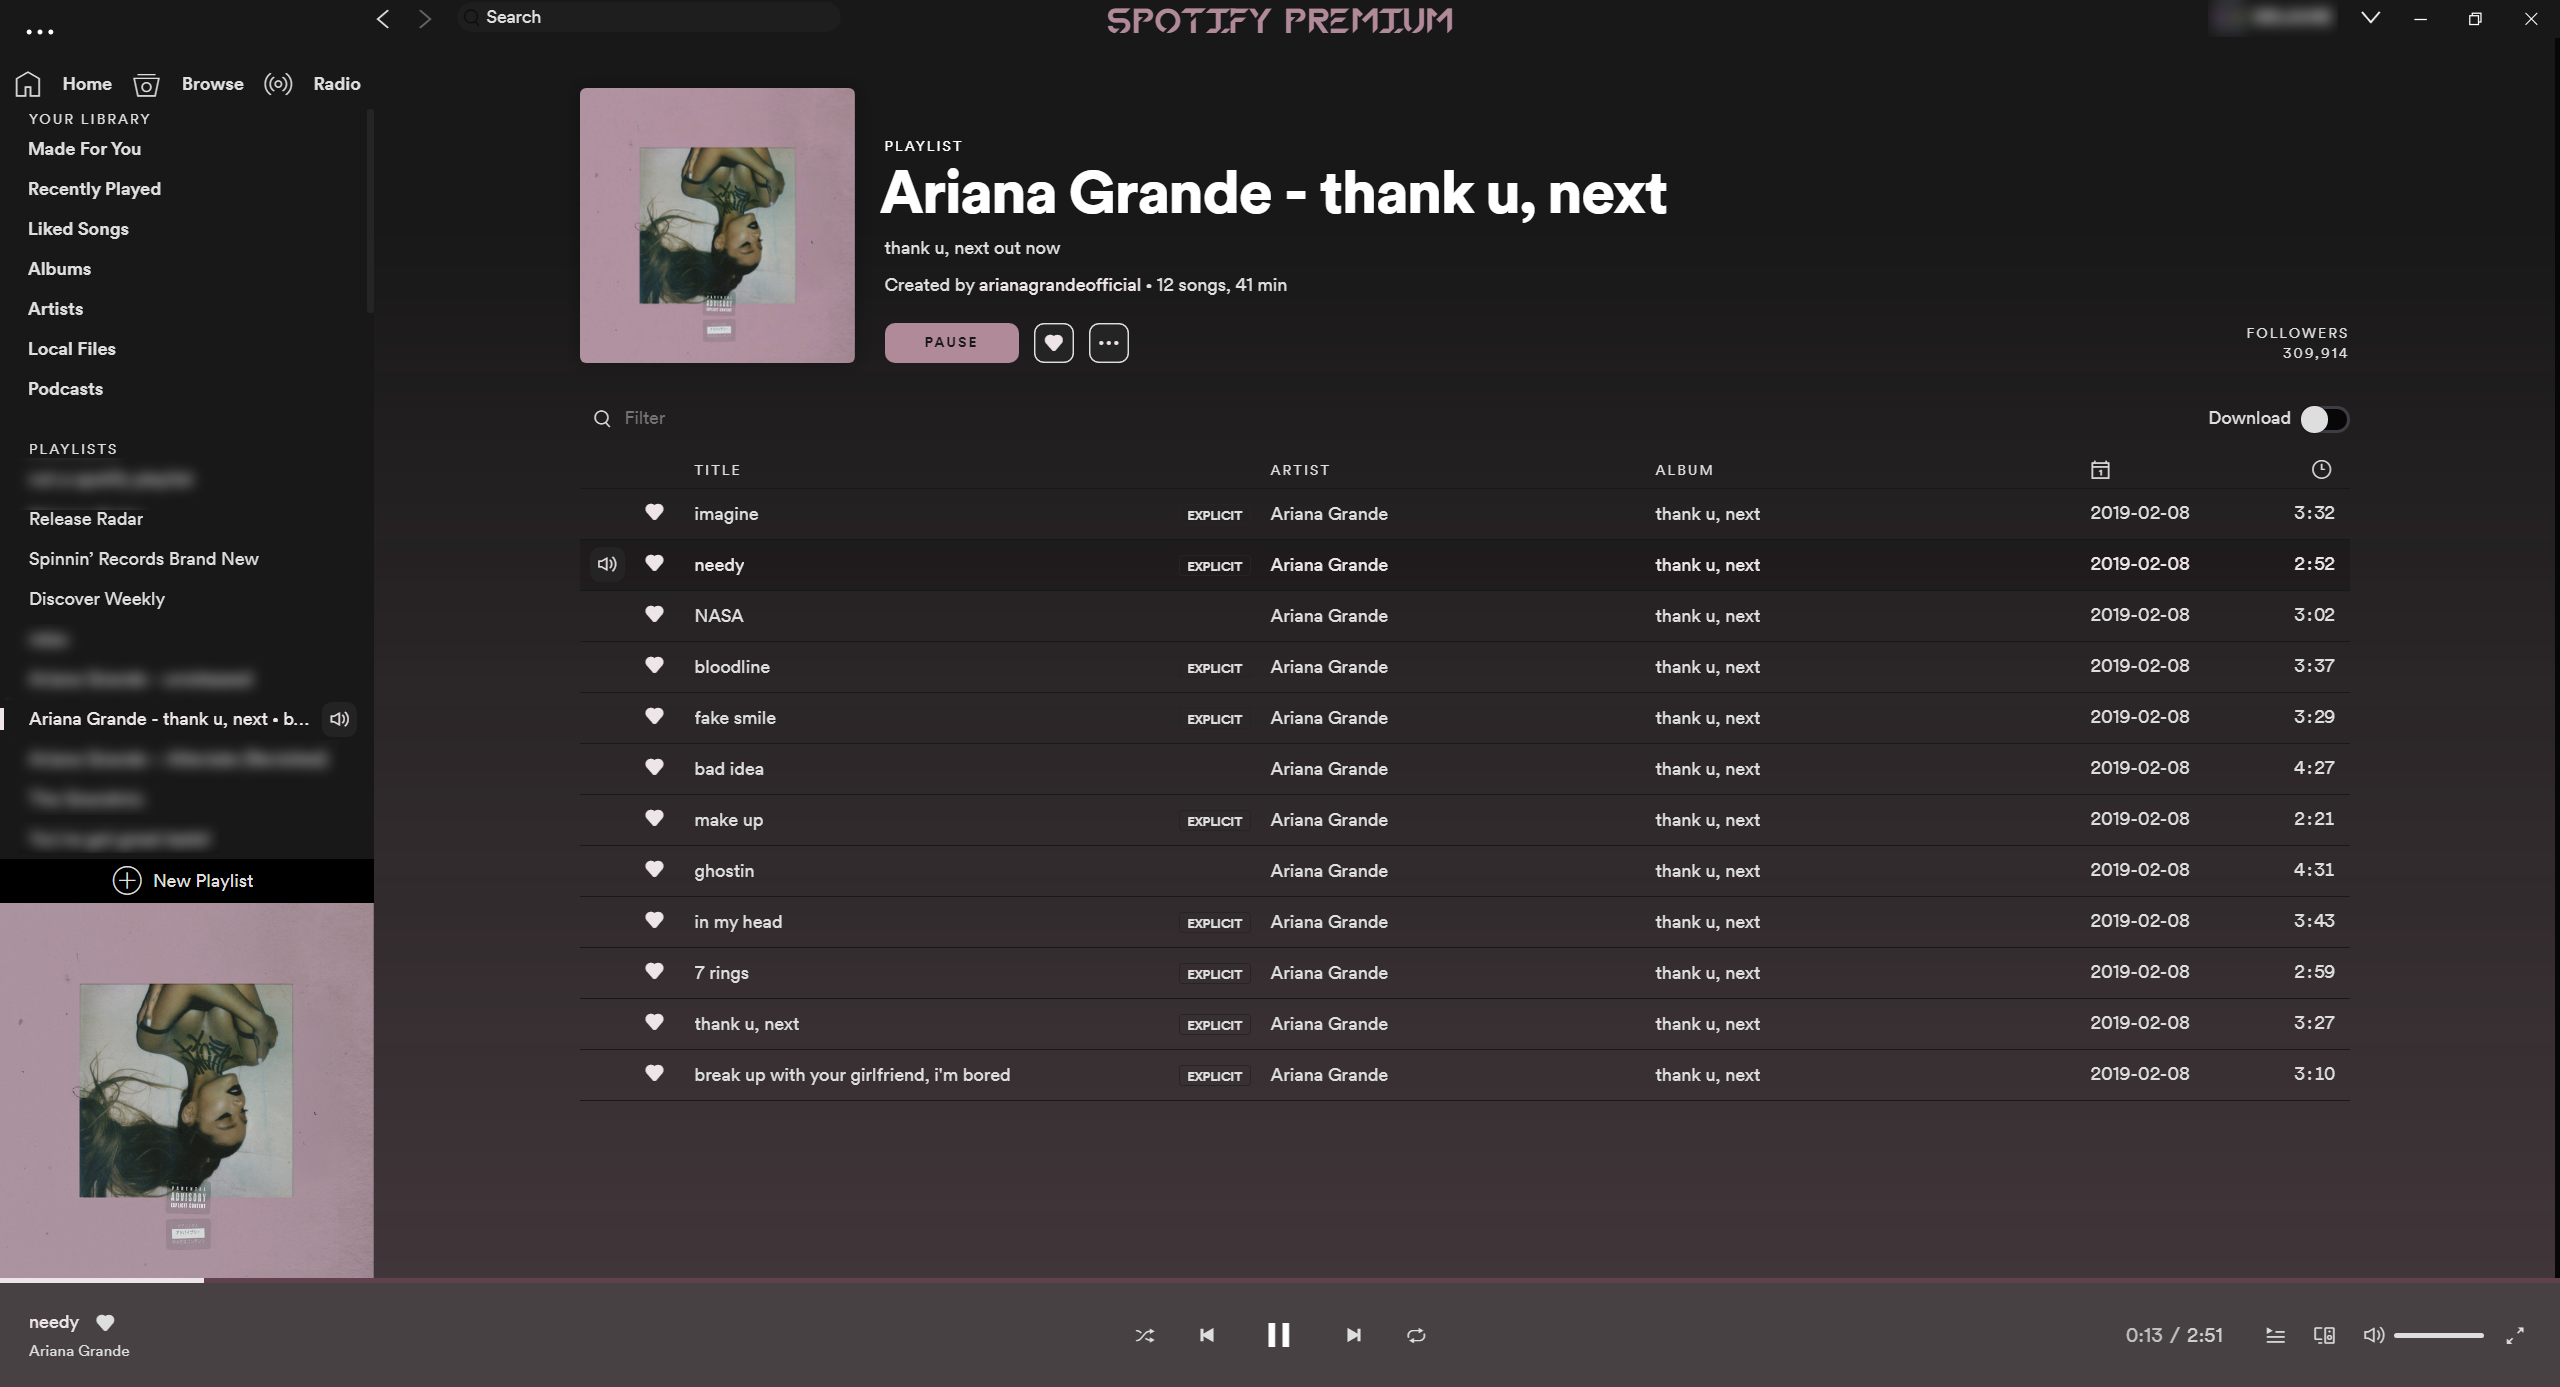 Search
SPOTIFY PREMIUM
Home Browse Radio
YOUR LIBRARY
Made For You
Recently Played
Liked Songs
Albums
Artists
Local Files
Podcasts
PLAYLISTS
Release Radar
Spinnin' Records Brand New
Discover Weekly
Ariana Grande - thank u, next • b...
New Playlist
PLAYLIST
Ariana Grande - thank u, next
thank u, next out now
Created by arianagrandeofficial • 12 songs, 41 min
PAUSE
FOLLOWERS
309,914
Filter
Download
TITLE ARTIST ALBUM
imagine EXPLICIT Ariana Grande thank u, next 2019-02-08 3:32
needy EXPLICIT Ariana Grande thank u, next 2019-02-08 2:52
NASA Ariana Grande thank u, next 2019-02-08 3:02
bloodline EXPLICIT Ariana Grande thank u, next 2019-02-08 3:37
fake smile EXPLICIT Ariana Grande thank u, next 2019-02-08 3:29
bad idea Ariana Grande thank u, next 2019-02-08 4:27
make up EXPLICIT Ariana Grande thank u, next 2019-02-08 2:21
ghostin Ariana Grande thank u, next 2019-02-08 4:31
in my head EXPLICIT Ariana Grande thank u, next 2019-02-08 3:43
7 rings EXPLICIT Ariana Grande thank u, next 2019-02-08 2:59
thank u, next EXPLICIT Ariana Grande thank u, next 2019-02-08 3:27
break up with your girlfriend, i'm bored EXPLICIT Ariana Grande thank u, next 2019-02-08 3:10
PARENTAL
ADVISORY
EXPLICIT CONTENT
needy
Ariana Grande
0:13 / 2:51